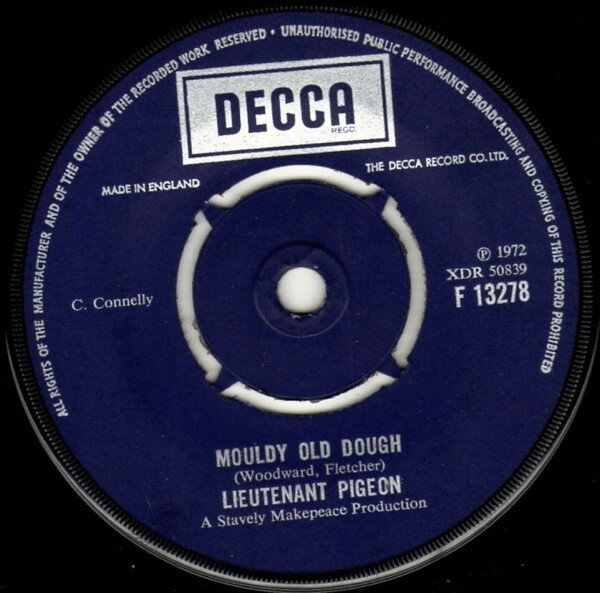 ALL RIGHTS OF THE MANUFACTURER AND OF THE OWNER OF THE RECORDED WORK RESERVED • UNAUTHORISED PUBLIC PERFORMANCE BROADCASTING AND COPYING OF THIS RECORD PROHIBITED
DECCA
REGD.
THE DECCA RECORD CO. LTD.
MADE IN ENGLAND
℗ 1972
XDR 50839
C. Connelly
F 13278
MOULDY OLD DOUGH
(Woodward, Fletcher)
LIEUTENANT PIGEON
A Stavely Makepeace Production